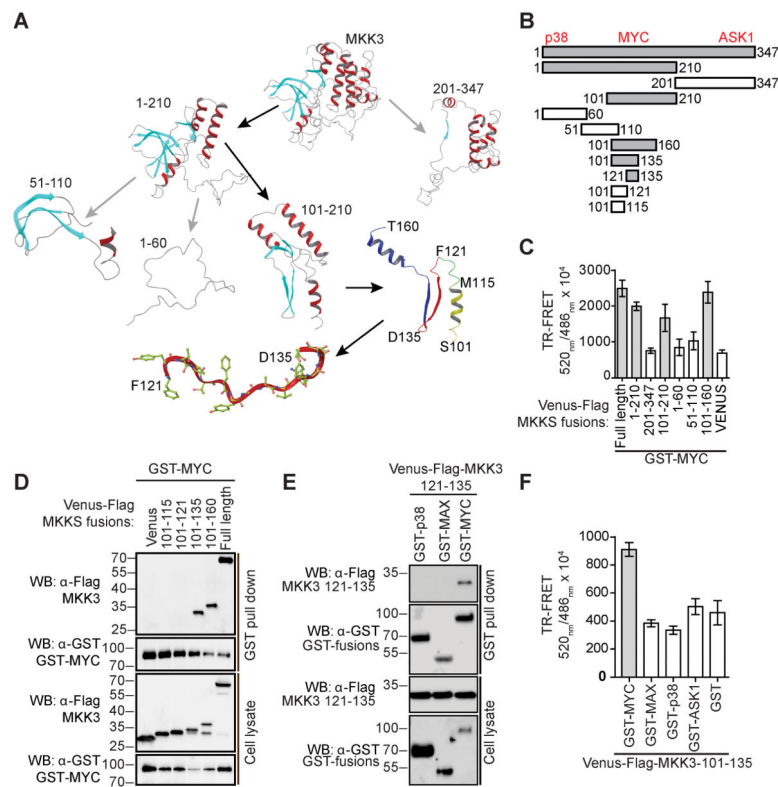 A
MKK3
1-210
201-347
51-110
1-60
101-210
T160
F121
M115
D135
S101
D135
F121
B
p38 MYC ASK1
1 347
1 210
201 347
101 210
1 60
51 110
101 160
101 135
121 135
101 121
101 115
C
TR-FRET
520nm/486nm x 10⁴
3000
2000
1000
0
Venus-Flag
MKKS fusions:
Full length
1-210
201-347
101-210
1-60
51-110
101-160
VENUS
GST-MYC
D
GST-MYC
Venus-Flag
MKKS fusions:
Venus
101-115
101-121
101-135
101-160
Full length
WB: α-Flag
MKK3
70
55
35
25
WB: α-GST
GST-MYC
100
70
GST pull down
WB: α-Flag
MKK3
70
55
35
25
WB: α-GST
GST-MYC
100
70
Cell lysate
E
Venus-Flag-MKK3
121-135
GST-p38
GST-MAX
GST-MYC
WB: α-Flag
MKK3 121-135
35
WB: α-GST
GST-fusions
100
70
55
GST pull down
WB: α-Flag
MKK3 121-135
35
WB: α-GST
GST-fusions
100
70
55
Cell lysate
F
TR-FRET
520nm/486nm x 10⁴
1000
800
600
400
200
0
GST-MYC
GST-MAX
GST-p38
GST-ASK1
GST
Venus-Flag-MKK3-101-135